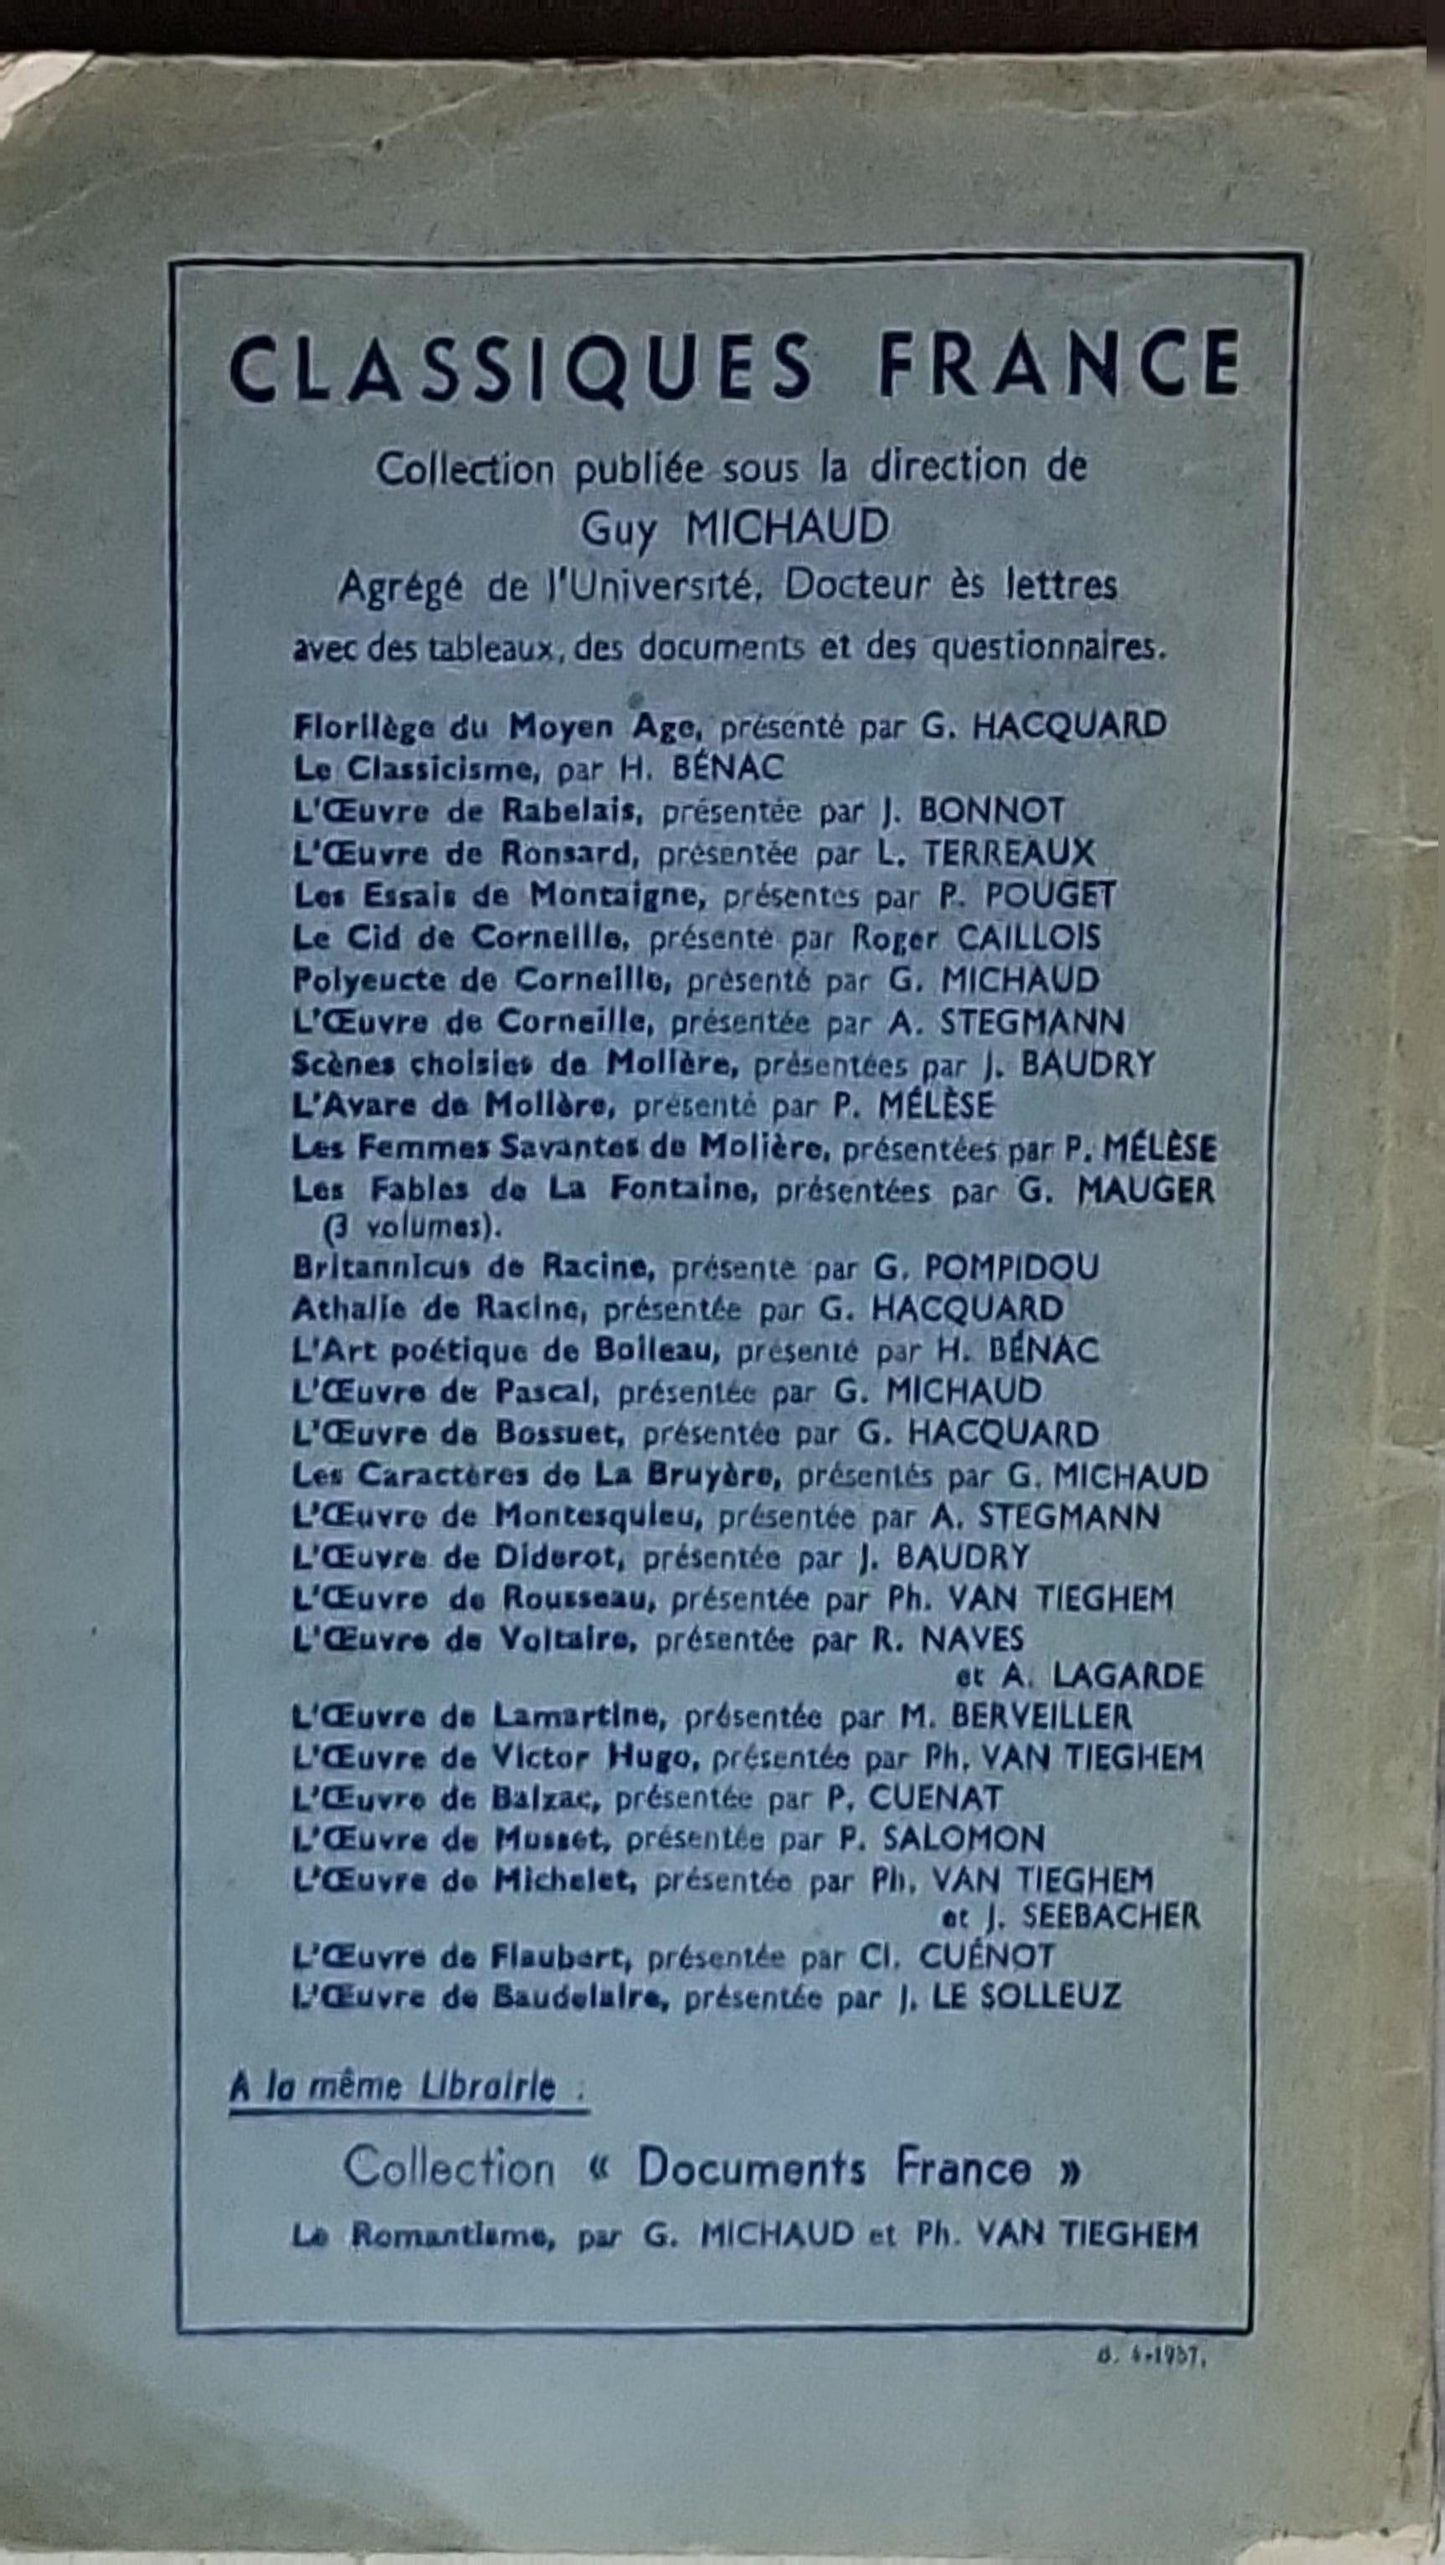 CLASSIQUES FRANCE
Collection publiée sous la direction de
Guy MICHAUD
Agrégé de l'Université, Docteur ès lettres
avec des tableaux, des documents et des questionnaires.
Florilège du Moyen Age, présenté par G. HACQUARD
Le Classicisme, par H. BÉNAC
L'Œuvre de Rabelais, présentée par J. BONNOT
L'Œuvre de Ronsard, présentée par L. TERREAUX
Les Essais de Montaigne, présentés par P. POUGET
Le Cid de Corneille, présenté par Roger CAILLOIS
Polyeucte de Corneille, présenté par G. MICHAUD
L'Œuvre de Corneille, présentée par A. STEGMANN
Scènes choisies de Molière, présentées par J. BAUDRY
L'Avare de Molière, présenté par P. MÉLÈSE
Les Femmes Savantes de Molière, présentées par P. MÉLÈSE
Les Fables de La Fontaine, présentées par G. MAUGER
(3 volumes).
Britannicus de Racine, présenté par G. POMPIDOU
Athalie de Racine, présentée par G. HACQUARD
L'Art poétique de Boileau, présenté par H. BÉNAC
L'Œuvre de Pascal, présentée par G. MICHAUD
L'Œuvre de Bossuet, présentée par G. HACQUARD
Les Caractères de La Bruyère, présentés par G. MICHAUD
L'Œuvre de Montesquieu, présentée par A. STEGMANN
L'Œuvre de Diderot, présentée par J. BAUDRY
L'Œuvre de Rousseau, présentée par Ph. VAN TIEGHEM
L'Œuvre de Voltaire, présentée par R. NAVES
et A. LAGARDE
L'Œuvre de Lamartine, présentée par M. BERVEILLER
L'Œuvre de Victor Hugo, présentée par Ph. VAN TIEGHEM
L'Œuvre de Balzac, présentée par P. CUENAT
L'Œuvre de Musset, présentée par P. SALOMON
L'Œuvre de Michelet, présentée par Ph. VAN TIEGHEM
et J. SEEBACHER
L'Œuvre de Flaubert, présentée par Cl. CUÉNOT
L'Œuvre de Baudelaire, présentée par J. LE SOLLEUZ
A la même Librairie :
Collection « Documents France »
Le Romantisme, par G. MICHAUD et Ph. VAN TIEGHEM